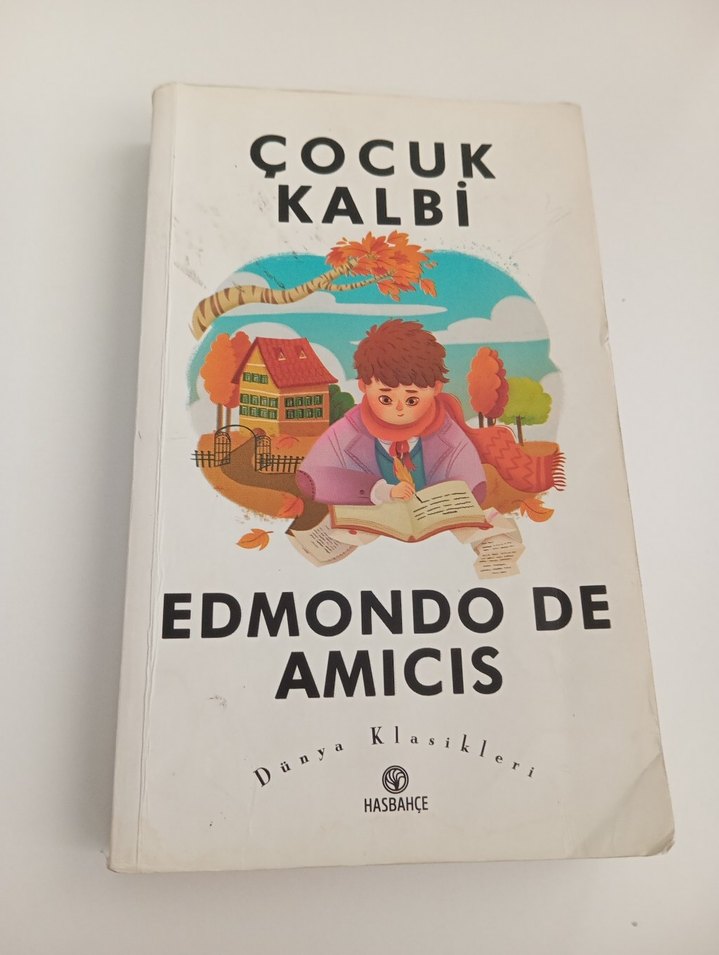 ÇOCUK
KALBİ
EDMONDO DE
AMICIS
Dünya Klasikleri
HASBAHÇE